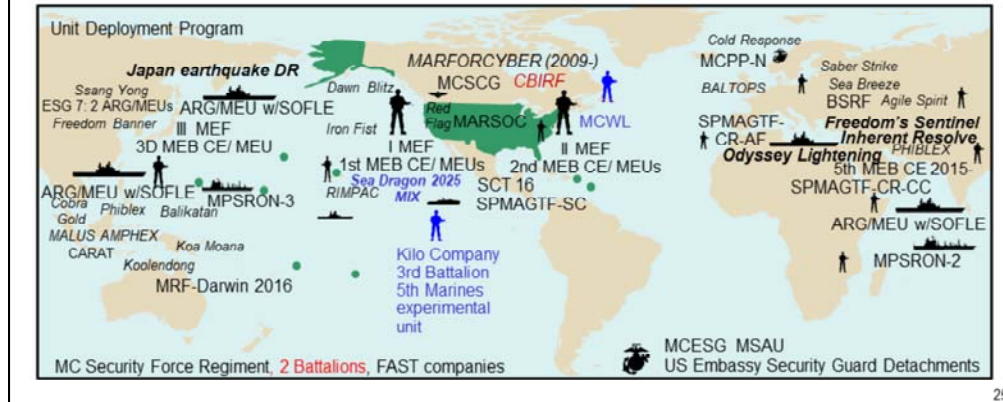 Unit Deployment Program
Japan earthquake DR
Ssang Yong
ESG 7: 2 ARG/MEUs
ARG/MEU w/SOFLE
Freedom Banner
III MEF
3D MEB CE/ MEU
ARG/MEU w/SOFLE
MPSRON-3
Cobra
Gold
Phiblex
Balikatan
MALUS AMPHEX
CARAT
Koa Moana
Koolendong
MRF-Darwin 2016
MARFORCYBER (2009-)
Dawn Blitz
MCSCG
CBIRF
Red
Flag
MARSOC
MCWL
Iron Fist
I MEF
II MEF
1st MEB CE/ MEUs
2nd MEB CE/ MEUs
Sea Dragon 2025
MIX
RIMPAC
SCT 16
SPMAGTF-SC
Kilo Company
3rd Battalion
5th Marines
experimental
unit
Cold Response
MCPP-N
Saber Strike
BALTOPS
Sea Breeze
BSRF
Agile Spirit
SPMAGTF-
CR-AF
Freedom's Sentinel
Inherent Resolve
Odyssey Lightening
PHIBLEX
5th MEB CE 2015-
SPMAGTF-CR-CC
ARG/MEU w/SOFLE
MPSRON-2
MC Security Force Regiment, 2 Battalions, FAST companies
MCESG MSAU
US Embassy Security Guard Detachments
25